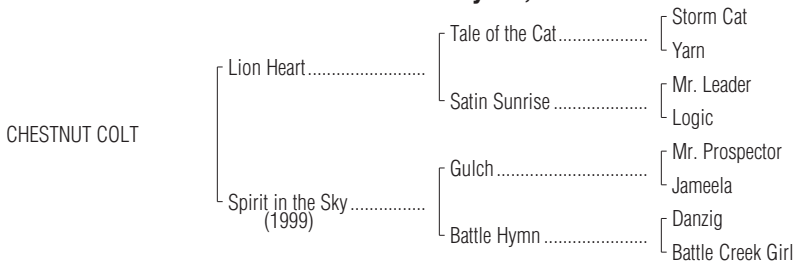 Storm Cat
Tale of the Cat
Yarn
Lion Heart
Mr. Leader
Satin Sunrise
Logic
CHESTNUT COLT
Mr. Prospector
Gulch
Jameela
Spirit in the Sky
(1999)
Danzig
Battle Hymn
Battle Creek Girl